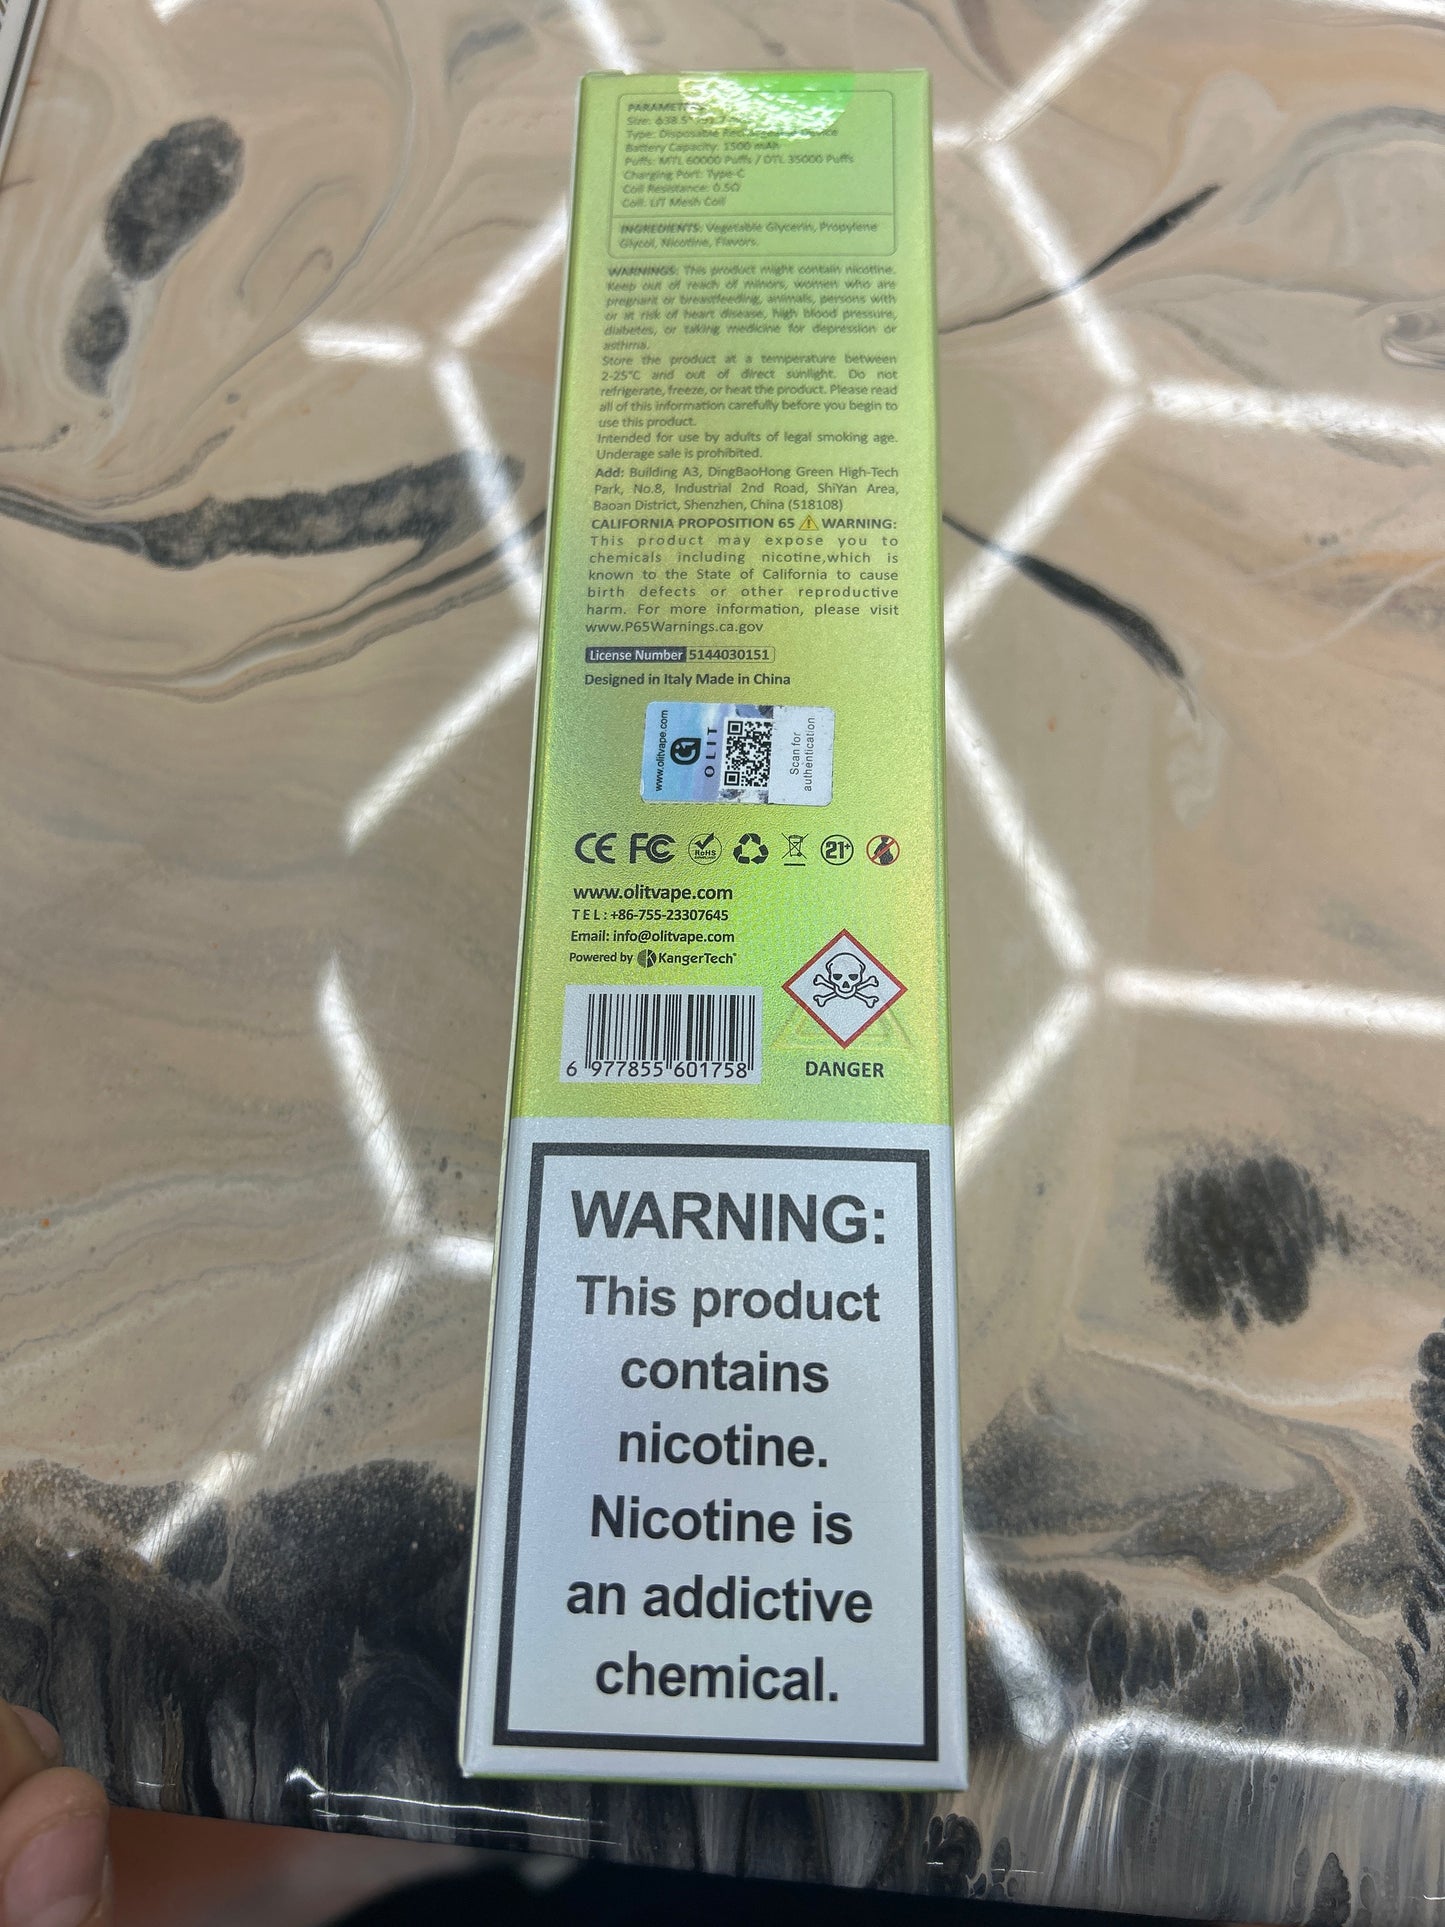 PARAMETERS
Size: ϕ38.5*
Type: Disposable Rechargeable Device
Battery Capacity: 1500 mAh
Puffs: MTL 60000 Puffs / DTL 35000 Puffs
Charging Port: Type-C
Coil Resistance: 0.5Ω
Coil: LIT Mesh Coil
INGREDIENTS: Vegetable Glycerin, Propylene
Glycol, Nicotine, Flavors.
WARNINGS: This product might contain nicotine.
Keep out of reach of minors, women who are
pregnant or breastfeeding, animals, persons with
or at risk of heart disease, high blood pressure,
diabetes, or taking medicine for depression or
asthma.
Store the product at a temperature between
2-25°C and out of direct sunlight. Do not
refrigerate, freeze, or heat the product. Please read
all of this information carefully before you begin to
use this product.
Intended for use by adults of legal smoking age.
Underage sale is prohibited.
Add: Building A3, DingBaoHong Green High-Tech
Park, No.8, Industrial 2nd Road, ShiYan Area,
Baoan District, Shenzhen, China (518108)
CALIFORNIA PROPOSITION 65 ⚠ WARNING:
This product may expose you to
chemicals including nicotine,which is
known to the State of California to cause
birth defects or other reproductive
harm. For more information, please visit
www.P65Warnings.ca.gov
License Number 5144030151
Designed in Italy Made in China
www.olitvape.com
OLIT
Scan for
authentication
CE FC RoHS 21+
www.olitvape.com
TEL: +86-755-23307645
Email: info@olitvape.com
Powered by KangerTech®
6 977855 601758
DANGER
WARNING:
This product
contains
nicotine.
Nicotine is
an addictive
chemical.